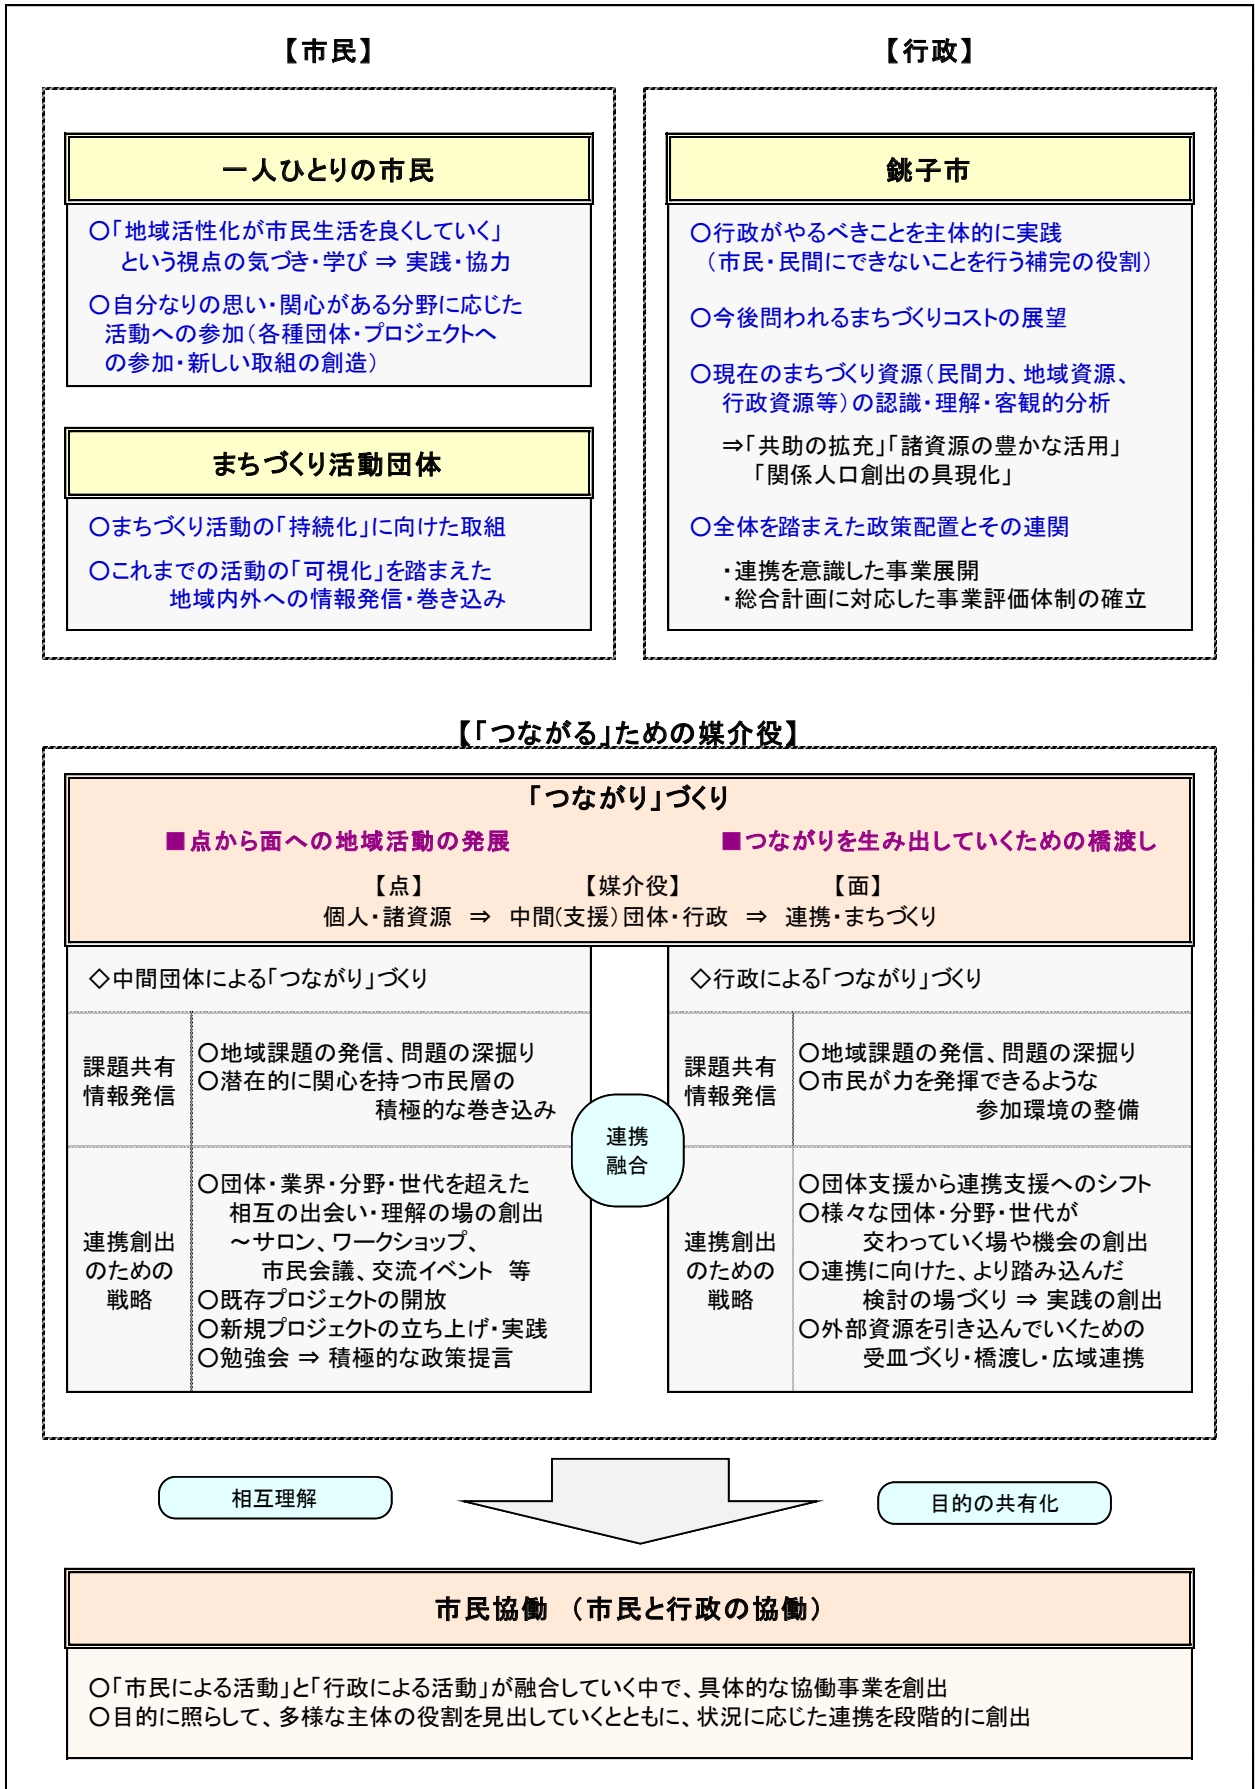 【市民】
一人ひとりの市民
○「地域活性化が市民生活を良くしていく」
という視点の気づき・学び ⇒ 実践・協力
○自分なりの思い・関心がある分野に応じた
活動への参加(各種団体・プロジェクトへ
の参加・新しい取組の創造)
まちづくり活動団体
○まちづくり活動の「持続化」に向けた取組
○これまでの活動の「可視化」を踏まえた
地域内外への情報発信・巻き込み
【行政】
銚子市
○行政がやるべきことを主体的に実践
(市民・民間にできないことを行う補完の役割)
○今後問われるまちづくりコストの展望
○現在のまちづくり資源(民間力、地域資源、
行政資源等)の認識・理解・客観的分析
⇒「共助の拡充」「諸資源の豊かな活用」
「関係人口創出の具現化」
○全体を踏まえた政策配置とその連関
・連携を意識した事業展開
・総合計画に対応した事業評価体制の確立
【「つながる」ための媒介役】
「つながり」づくり
■点から面への地域活動の発展 ■つながりを生み出していくための橋渡し
【点】 【媒介役】 【面】
個人・諸資源 ⇒ 中間(支援)団体・行政 ⇒ 連携・まちづくり
◇中間団体による「つながり」づくり
課題共有
情報発信
○地域課題の発信、問題の深掘り
○潜在的に関心を持つ市民層の
積極的な巻き込み
連携創出
のための
戦略
○団体・業界・分野・世代を超えた
相互の出会い・理解の場の創出
～サロン、ワークショップ、
市民会議、交流イベント 等
○既存プロジェクトの開放
○新規プロジェクトの立ち上げ・実践
○勉強会 ⇒ 積極的な政策提言
連携
融合
◇行政による「つながり」づくり
課題共有
情報発信
○地域課題の発信、問題の深掘り
○市民が力を発揮できるような
参加環境の整備
連携創出
のための
戦略
○団体支援から連携支援へのシフト
○様々な団体・分野・世代が
交わっていく場や機会の創出
○連携に向けた、より踏み込んだ
検討の場づくり ⇒ 実践の創出
○外部資源を引き込んでいくための
受皿づくり・橋渡し・広域連携
相互理解
目的の共有化
市民協働 (市民と行政の協働)
○「市民による活動」と「行政による活動」が融合していく中で、具体的な協働事業を創出
○目的に照らして、多様な主体の役割を見出していくとともに、状況に応じた連携を段階的に創出